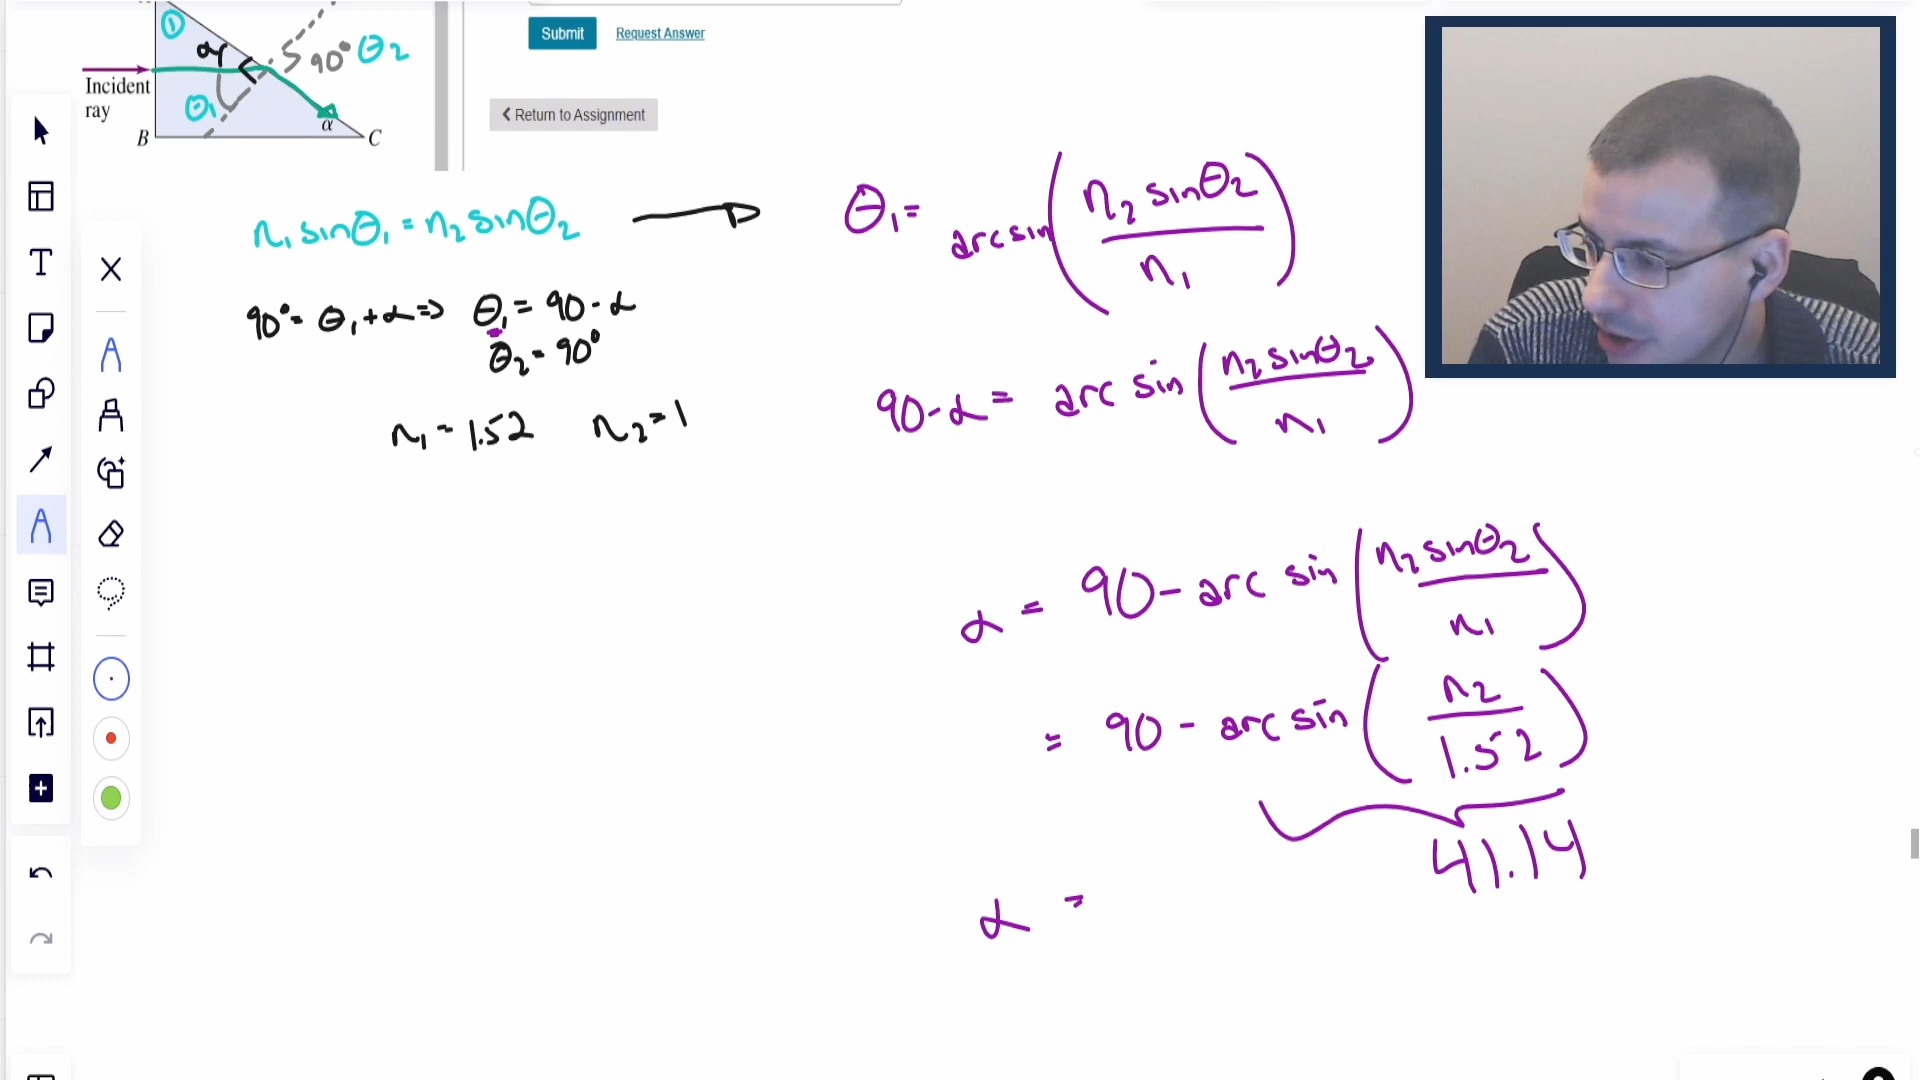 ① α 90° θ2
Incident
ray
θ1
α
B
C
Submit Request Answer
Return to Assignment
n1 sinθ1 = n2 sinθ2
θ1 = arcsin(n2 sinθ2 / n1)
90° = θ1 + α ⇒ θ1 = 90 - α
θ2 = 90°
90 - α = arc sin(n2 sinθ2 / n1)
n1 = 1.52 n2 = 1
α = 90 - arc sin(n2 sinθ2 / n1)
= 90 - arc sin(n2 / 1.52)
41.14
α =
T